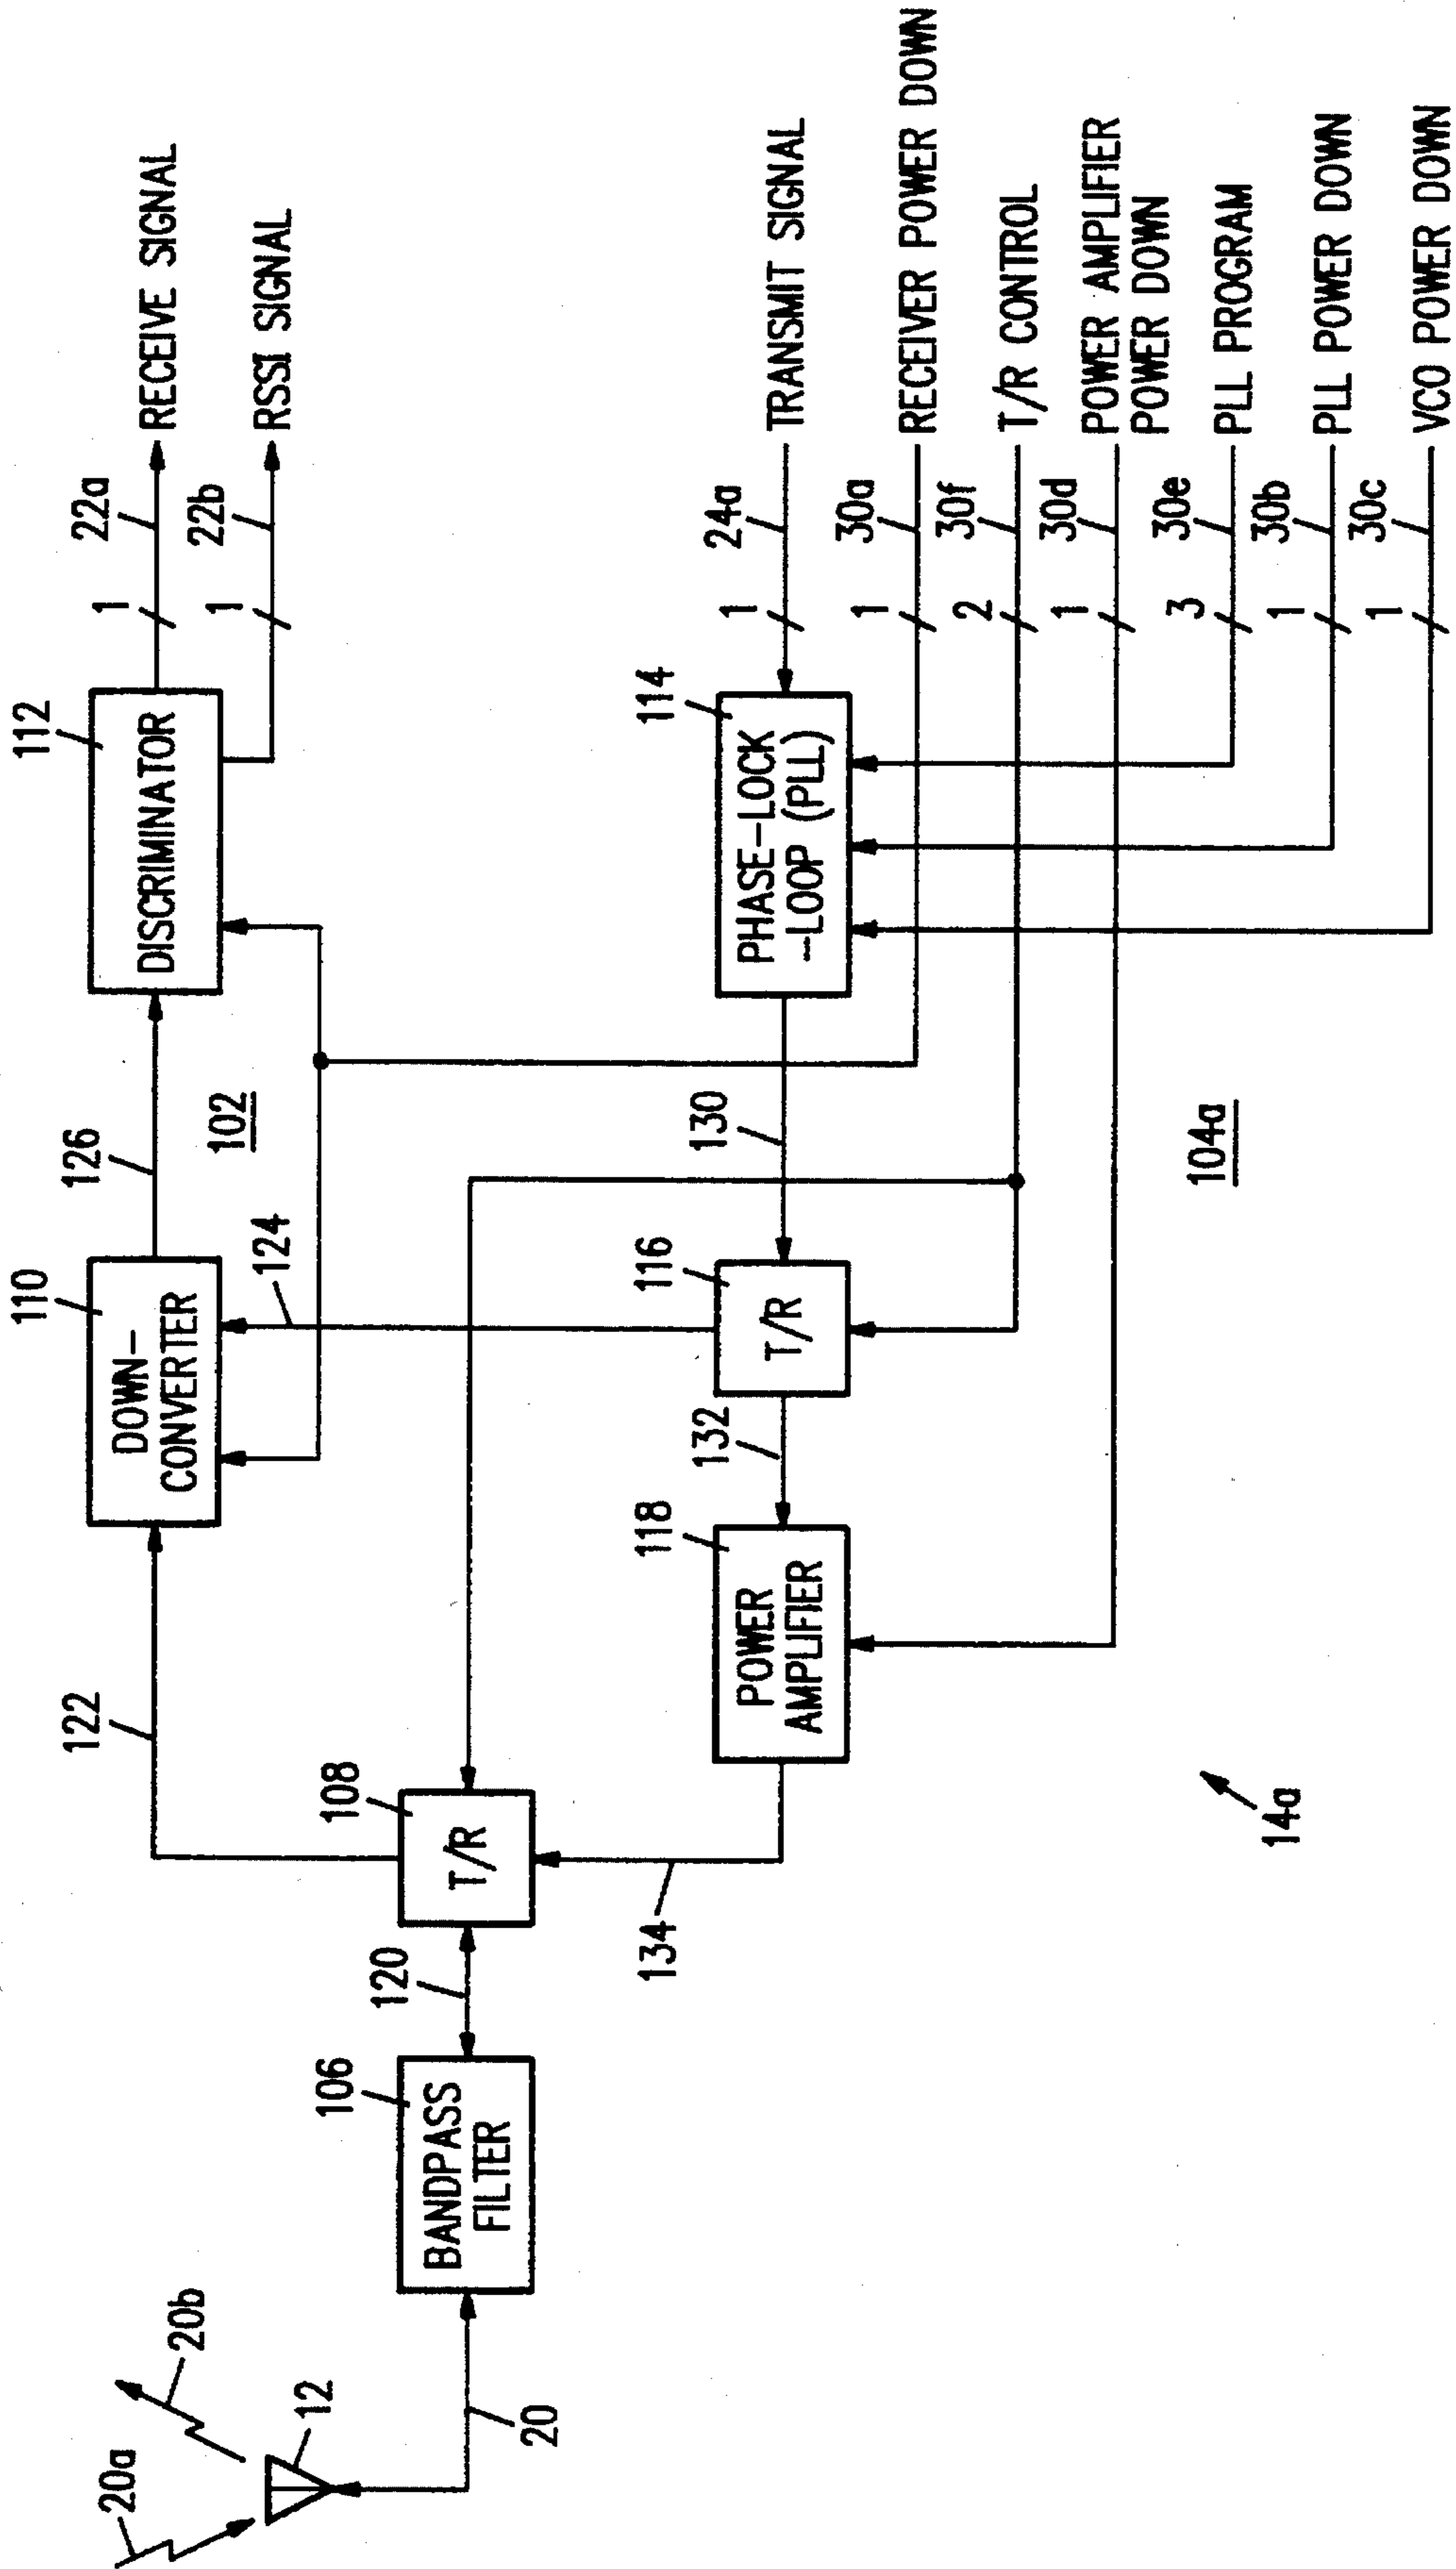 20a
20b
12
20
106
BANDPASS
FILTER
120
108
T/R
122
134
110
DOWN-
CONVERTER
124
126
102
112
DISCRIMINATOR
1
22a
RECEIVE SIGNAL
1
22b
RSSI SIGNAL
118
POWER
AMPLIFIER
132
116
T/R
130
114
PHASE-LOCK
-LOOP (PLL)
1
24a
TRANSMIT SIGNAL
1
30a
RECEIVER POWER DOWN
2
30f
T/R CONTROL
1
30d
POWER AMPLIFIER
POWER DOWN
3
30e
PLL PROGRAM
1
30b
PLL POWER DOWN
1
30c
VCO POWER DOWN
104a
14a